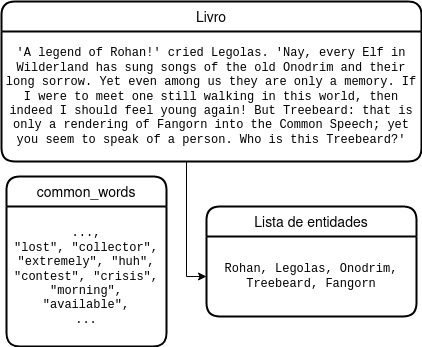 Livro
'A legend of Rohan!' cried Legolas. 'Nay, every Elf in
Wilderland has sung songs of the old Onodrim and their
long sorrow. Yet even among us they are only a memory. If
I were to meet one still walking in this world, then
indeed I should feel young again! But Treebeard: that is
only a rendering of Fangorn into the Common Speech; yet
you seem to speak of a person. Who is this Treebeard?'
common_words
...,
"lost", "collector",
"extremely", "huh",
"contest", "crisis",
"morning",
"available",
...
Lista de entidades
Rohan, Legolas, Onodrim,
Treebeard, Fangorn